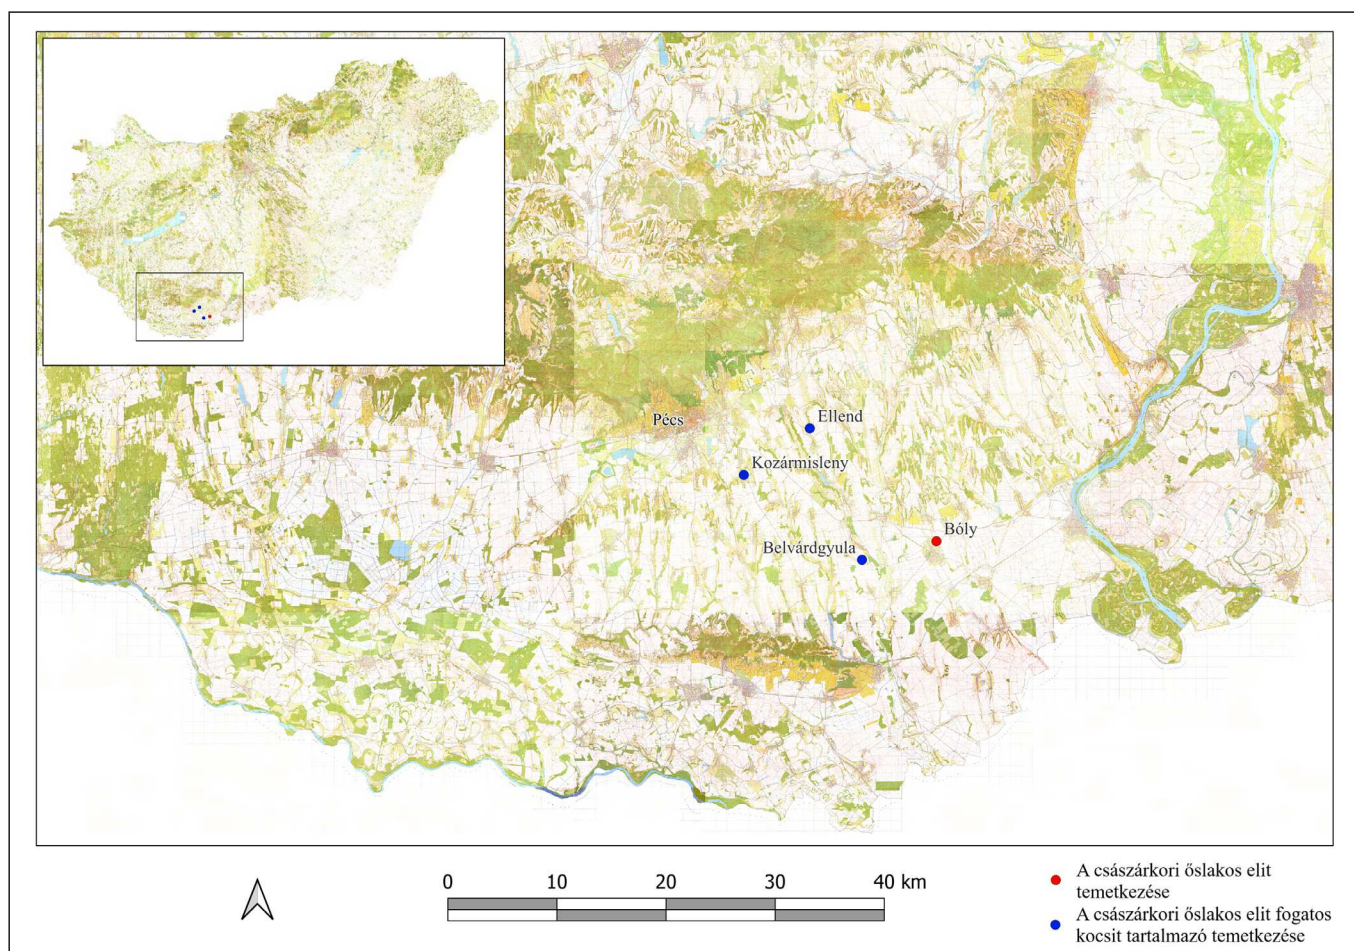 Pécs
Ellend
Kozármisleny
Bóly
Belvárdgyula
0 10 20 30 40 km
A császárkori őslakos elit
temetkezése
A császárkori őslakos elit fogatos
kocsit tartalmazó temetkezése